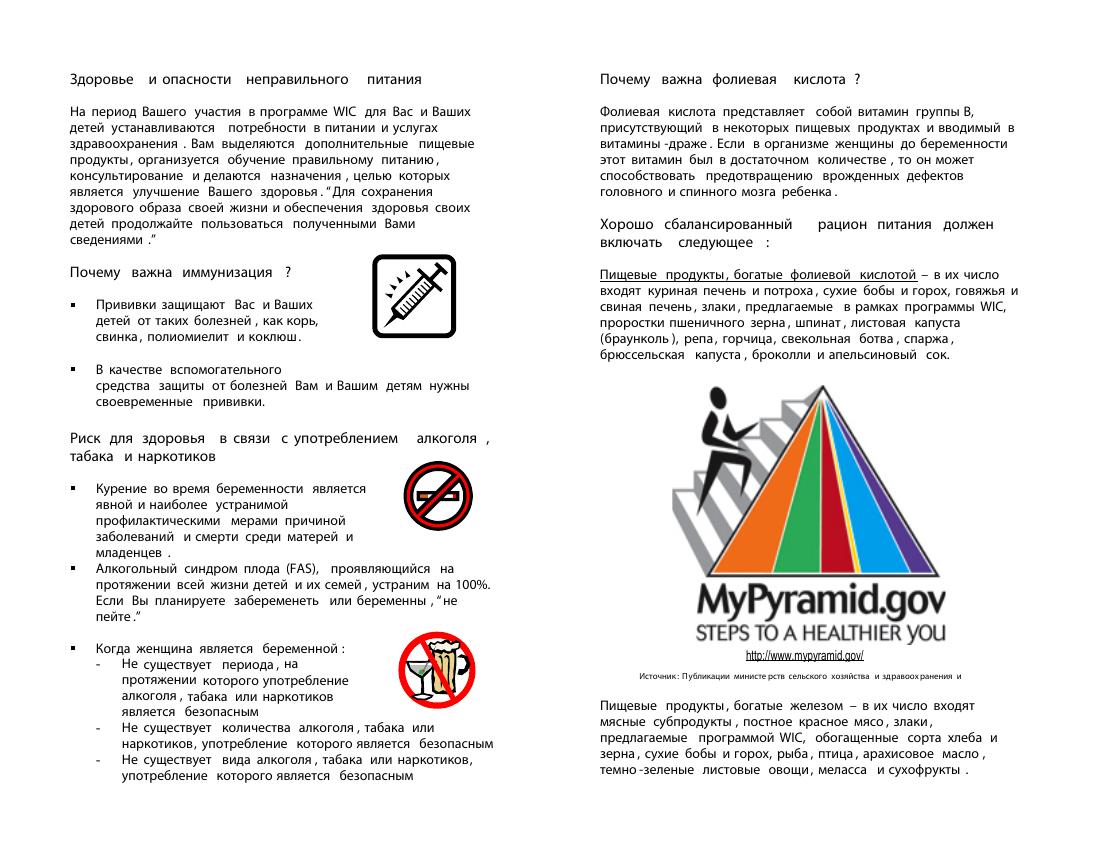 Здоровье и опасности неправильного питания
На период Вашего участия в программе WIC для Вас и Ваших
детей устанавливаются потребности в питании и услугах
здравоохранения. Вам выделяются дополнительные пищевые
продукты, организуется обучение правильному питанию,
консультирование и делаются назначения, целью которых
является улучшение Вашего здоровья. “Для сохранения
здорового образа своей жизни и обеспечения здоровья своих
детей продолжайте пользоваться полученными Вами
сведениями.”
Почему важна иммунизация ?
▪ Прививки защищают Вас и Ваших
детей от таких болезней, как корь,
свинка, полиомиелит и коклюш.
▪ В качестве вспомогательного
средства защиты от болезней Вам и Вашим детям нужны
своевременные прививки.
Риск для здоровья в связи с употреблением алкоголя ,
табака и наркотиков
▪ Курение во время беременности является
явной и наиболее устранимой
профилактическими мерами причиной
заболеваний и смерти среди матерей и
младенцев .
▪ Алкогольный синдром плода (FAS), проявляющийся на
протяжении всей жизни детей и их семей, устраним на 100%.
Если Вы планируете забеременеть или беременны, “не
пейте.”
▪ Когда женщина является беременной:
- Не существует периода, на
протяжении которого употребление
алкоголя, табака или наркотиков
является безопасным
- Не существует количества алкоголя, табака или
наркотиков, употребление которого является безопасным
- Не существует вида алкоголя, табака или наркотиков,
употребление которого является безопасным
Почему важна фолиевая кислота ?
Фолиевая кислота представляет собой витамин группы B,
присутствующий в некоторых пищевых продуктах и вводимый в
витамины -драже. Если в организме женщины до беременности
этот витамин был в достаточном количестве, то он может
способствовать предотвращению врожденных дефектов
головного и спинного мозга ребенка.
Хорошо сбалансированный рацион питания должен
включать следующее :
Пищевые продукты, богатые фолиевой кислотой – в их число
входят куриная печень и потроха, сухие бобы и горох, говяжья и
свиная печень, злаки, предлагаемые в рамках программы WIC,
проростки пшеничного зерна, шпинат, листовая капуста
(браунколь), репа, горчица, свекольная ботва, спаржа,
брюссельская капуста, броколли и апельсиновый сок.
MyPyramid.gov
STEPS TO A HEALTHIER YOU
http://www.mypyramid.gov/
Источник: Публикации министерств сельского хозяйства и здравоохранения и
Пищевые продукты, богатые железом – в их число входят
мясные субпродукты, постное красное мясо, злаки,
предлагаемые программой WIC, обогащенные сорта хлеба и
зерна, сухие бобы и горох, рыба, птица, арахисовое масло,
темно-зеленые листовые овощи, меласса и сухофрукты .